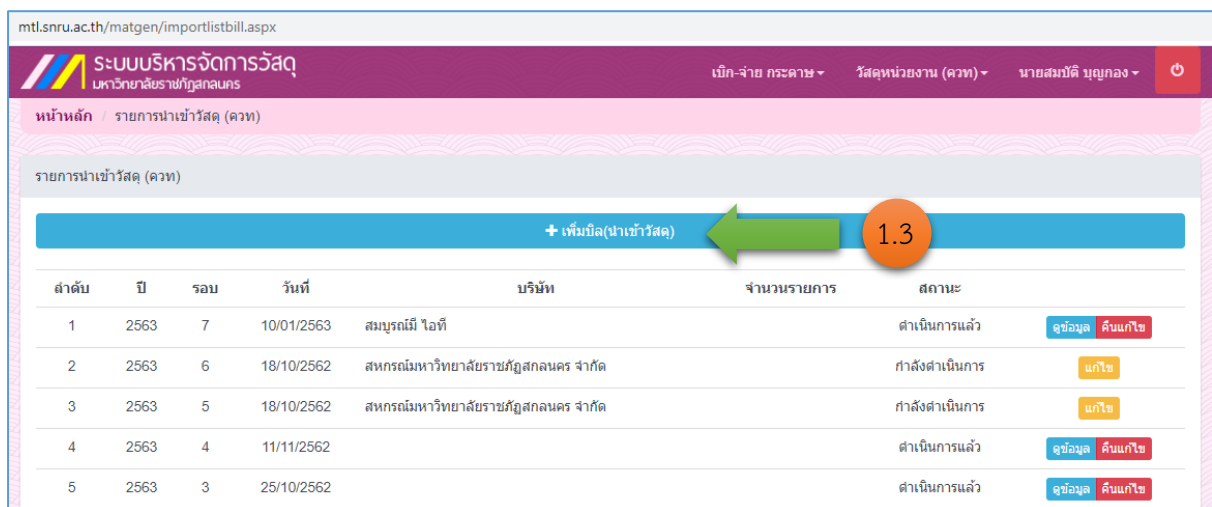 mtl.snru.ac.th/matgen/importlistbill.aspx
ระบบบริหารจัดการวัสดุ
มหาวิทยาลัยราชภัฏสกลนคร
เบิก-จ่าย กระดาษ วัสดุหน่วยงาน (ควท) นายสมบัติ บุญกอง
หน้าหลัก / รายการนำเข้าวัสดุ (ควท)
รายการนำเข้าวัสดุ (ควท)
+ เพิ่มบิล(นำเข้าวัสดุ) 1.3
ลำดับ ปี รอบ วันที่ บริษัท จำนวนรายการ สถานะ
1 2563 7 10/01/2563 สมบูรณ์มี ไอที ดำเนินการแล้ว ดูข้อมูล คืนแก้ไข
2 2563 6 18/10/2562 สหกรณ์มหาวิทยาลัยราชภัฏสกลนคร จำกัด กำลังดำเนินการ แก้ไข
3 2563 5 18/10/2562 สหกรณ์มหาวิทยาลัยราชภัฏสกลนคร จำกัด กำลังดำเนินการ แก้ไข
4 2563 4 11/11/2562 ดำเนินการแล้ว ดูข้อมูล คืนแก้ไข
5 2563 3 25/10/2562 ดำเนินการแล้ว ดูข้อมูล คืนแก้ไข